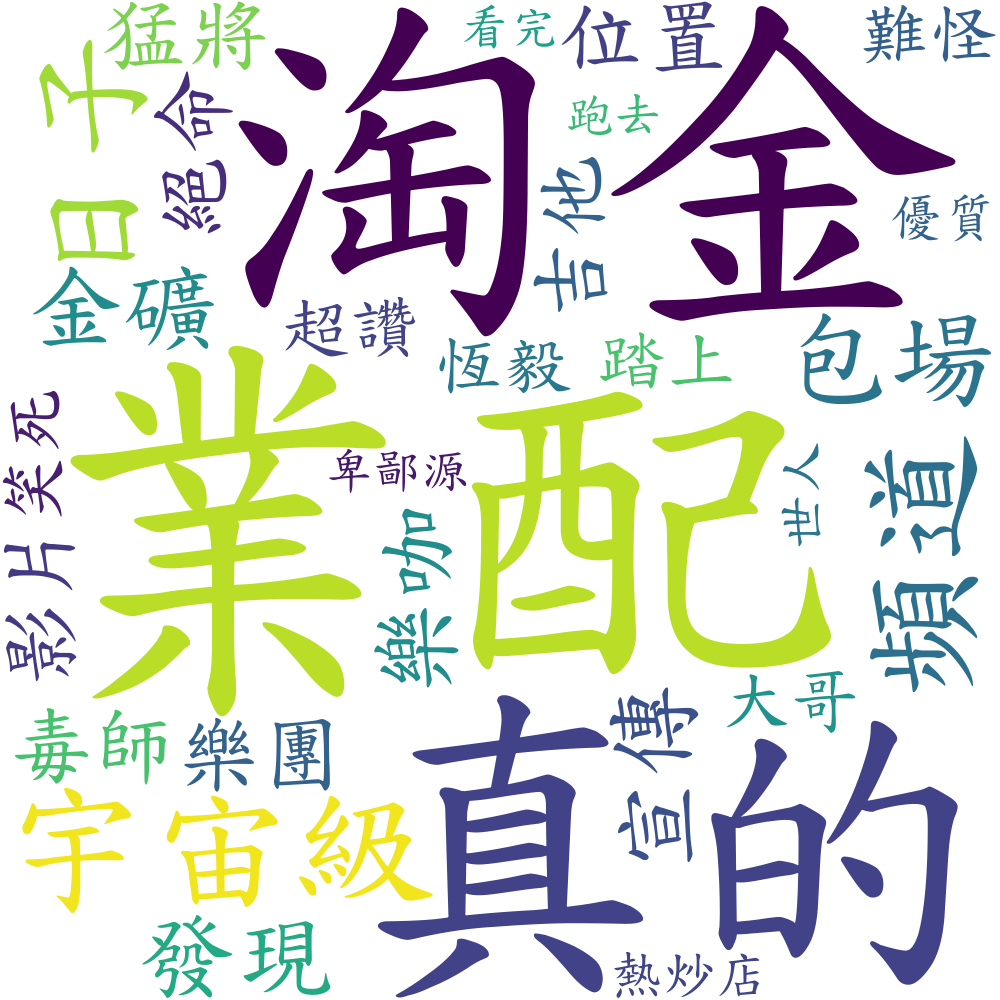 猛將
看完
位置
難怪
淘金
日子
絕命
跑去
吉他
優質
金礦
超讚
恆毅
踏上
包場
業配
笑死
卑鄙源
世人
頻道
影片
樂咖
毒師
樂團
宣傳
大哥
真的
宇宙級
發現
熱炒店